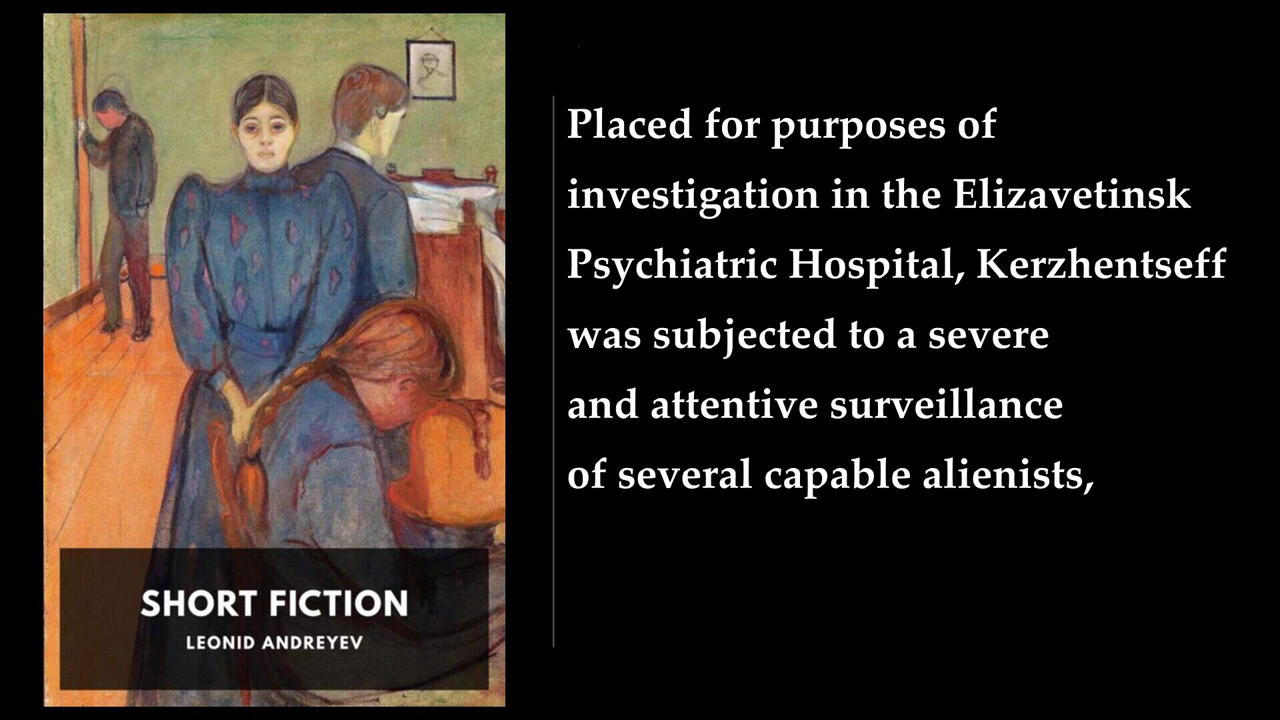 SHORT FICTION
LEONID ANDREYEV
Placed for purposes of
investigation in the Elizavetinsk
Psychiatric Hospital, Kerzhentseff
was subjected to a severe
and attentive surveillance
of several capable alienists,